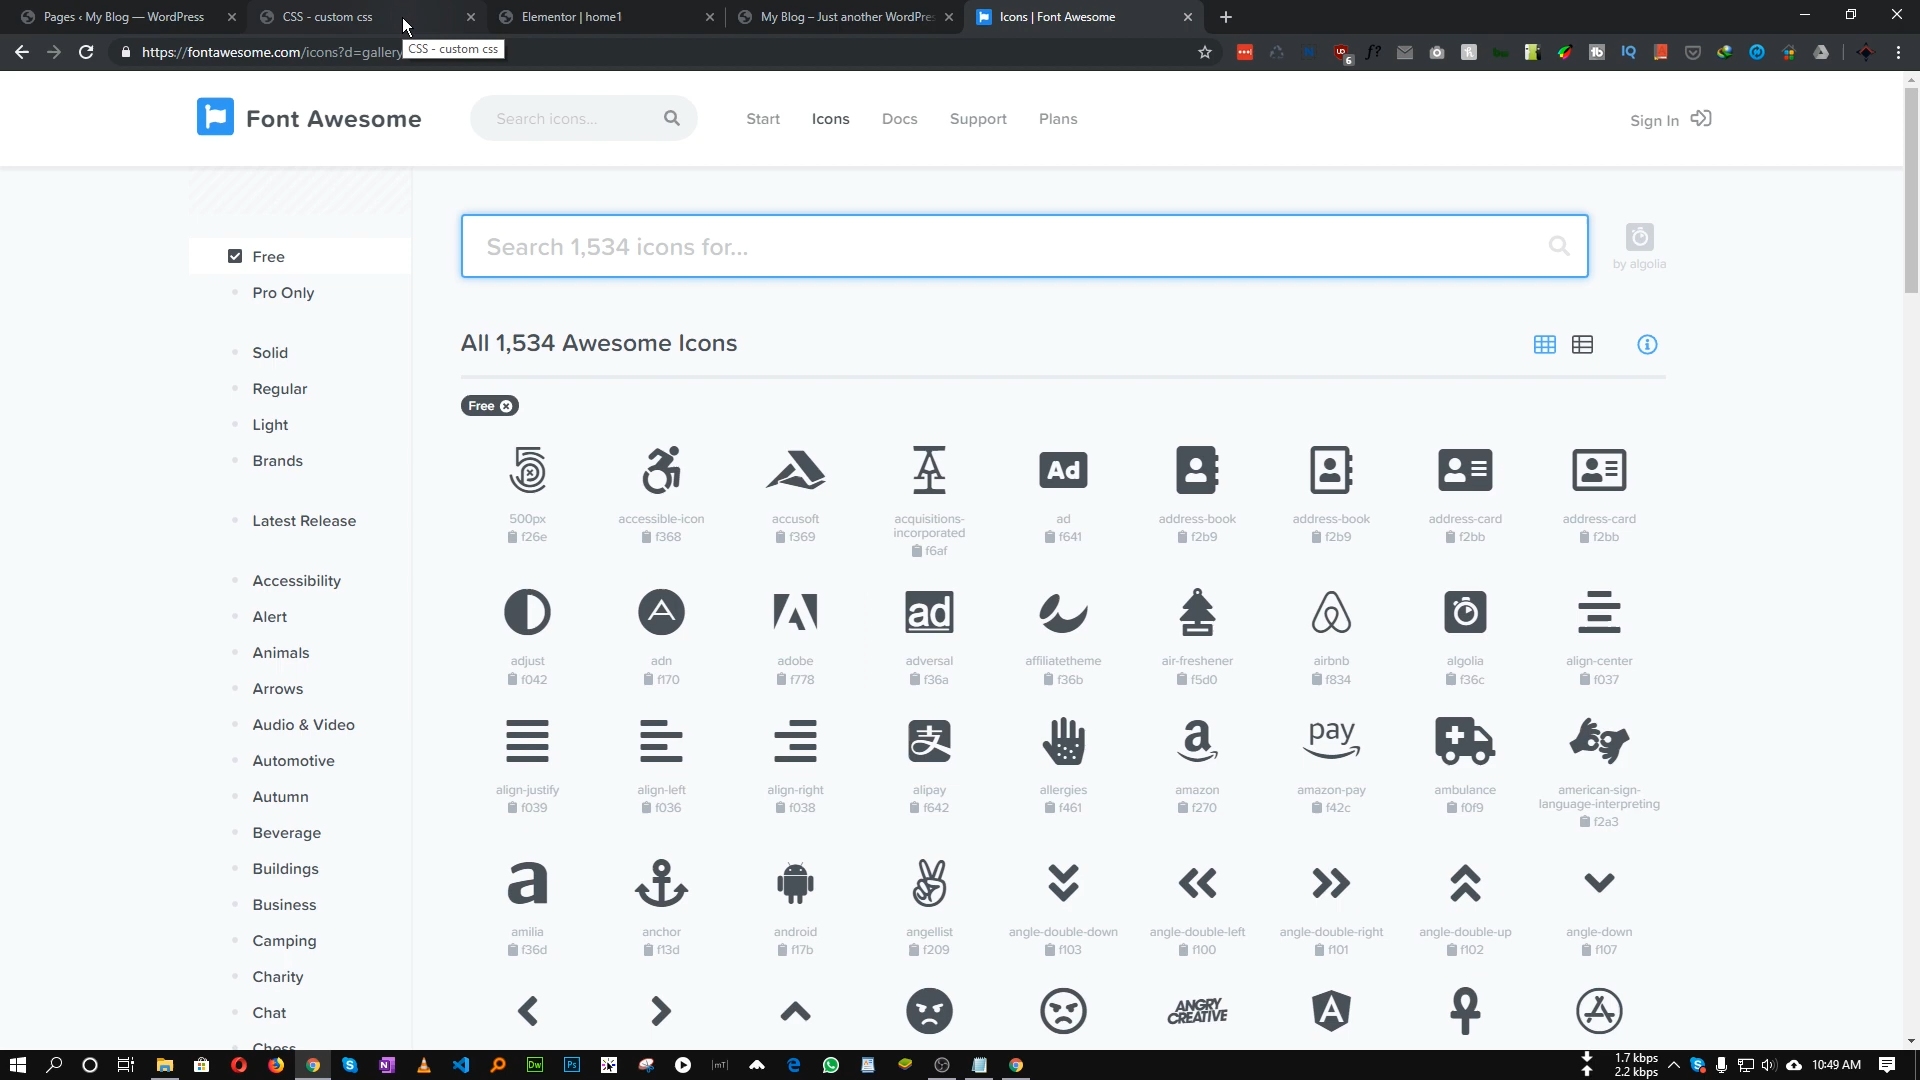 Pages ‹ My Blog — WordPress
CSS - custom css
Elementor | home1
My Blog – Just another WordPres
Icons | Font Awesome
https://fontawesome.com/icons?d=gallery
CSS - custom css
Font Awesome
Search icons...
Start
Icons
Docs
Support
Plans
Sign In
Free
Pro Only
Solid
Regular
Light
Brands
Latest Release
Accessibility
Alert
Animals
Arrows
Audio & Video
Automotive
Autumn
Beverage
Buildings
Business
Camping
Charity
Chat
Chess
Search 1,534 icons for...
by algolia
All 1,534 Awesome Icons
Free
Ad
500px
accessible-icon
accusoft
acquisitions-
incorporated
ad
address-book
address-book
address-card
address-card
f26e
f368
f369
f6af
f641
f2b9
f2b9
f2bb
f2bb
ad
adjust
adn
adobe
adversal
affiliatetheme
air-freshener
airbnb
algolia
align-center
f042
f170
f778
f36a
f36b
f5d0
f834
f36c
f037
支
a
pay
align-justify
align-left
align-right
alipay
allergies
amazon
amazon-pay
ambulance
american-sign-
language-interpreting
f039
f036
f038
f642
f461
f270
f42c
f0f9
f2a3
a
amilia
anchor
android
angellist
angle-double-down
angle-double-left
angle-double-right
angle-double-up
angle-down
f36d
f13d
f17b
f209
f103
f100
f101
f102
f107
ANGRY
CREATIVE
A
1.7 kbps
2.2 kbps
10:49 AM